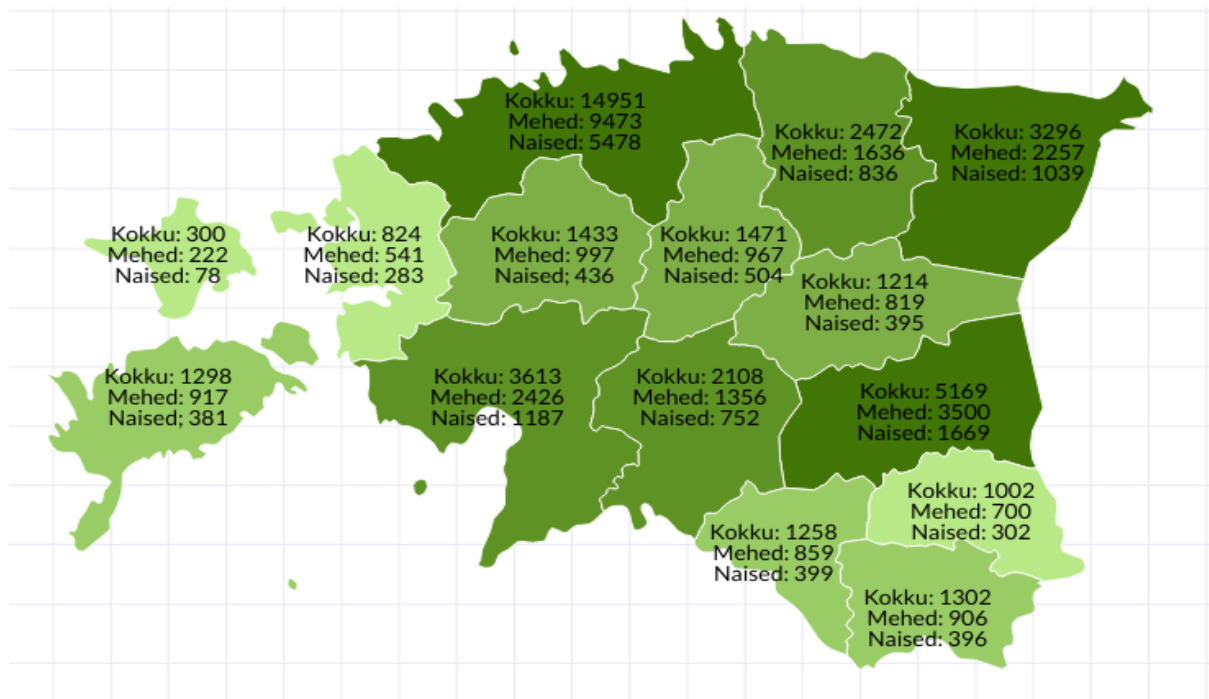 Kokku: 14951
Mehed: 9473
Naised: 5478
Kokku: 2472
Mehed: 1636
Naised: 836
Kokku: 3296
Mehed: 2257
Naised: 1039
Kokku: 300
Mehed: 222
Naised: 78
Kokku: 824
Mehed: 541
Naised: 283
Kokku: 1433
Mehed: 997
Naised; 436
Kokku: 1471
Mehed: 967
Naised: 504
Kokku: 1214
Mehed: 819
Naised: 395
Kokku: 1298
Mehed: 917
Naised; 381
Kokku: 3613
Mehed: 2426
Naised: 1187
Kokku: 2108
Mehed: 1356
Naised: 752
Kokku: 5169
Mehed: 3500
Naised: 1669
Kokku: 1002
Mehed: 700
Naised: 302
Kokku: 1258
Mehed: 859
Naised: 399
Kokku: 1302
Mehed: 906
Naised: 396